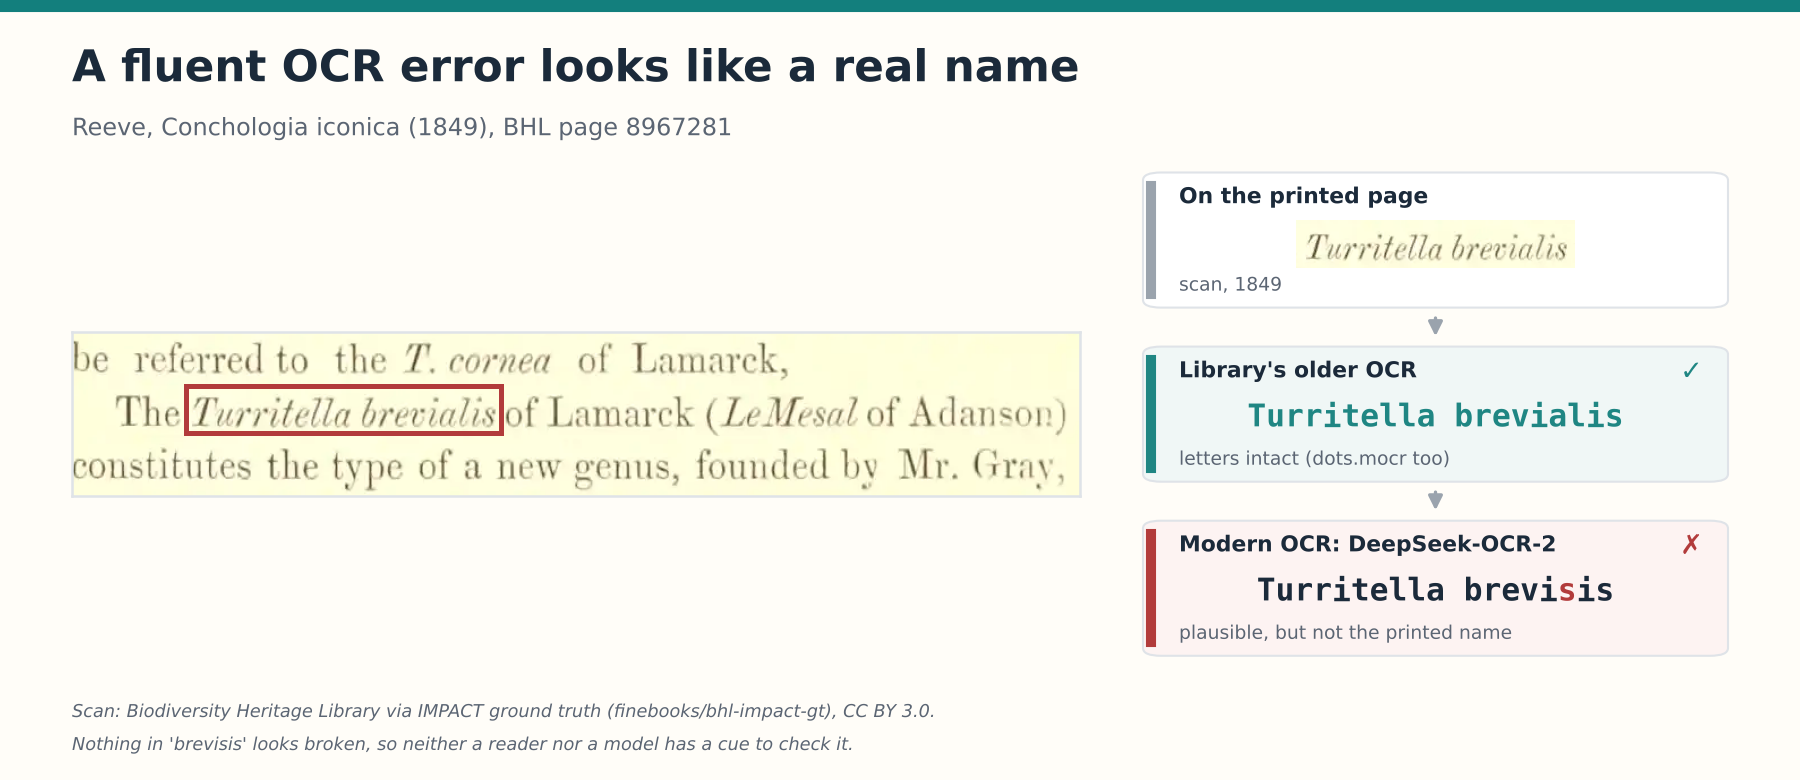 A fluent OCR error looks like a real name
Reeve, Conchologia iconica (1849), BHL page 8967281
be referred to the T. cornea of Lamarck,
The Turritella brevialis of Lamarck (Le Mesal of Adanson)
constitutes the type of a new genus, founded by Mr. Gray,
On the printed page
Turritella brevialis
scan, 1849
Library's older OCR ✓
Turritella brevialis
letters intact (dots.mocr too)
Modern OCR: DeepSeek-OCR-2 ✗
Turritella brevisis
plausible, but not the printed name
Scan: Biodiversity Heritage Library via IMPACT ground truth (finebooks/bhl-impact-gt), CC BY 3.0.
Nothing in 'brevisis' looks broken, so neither a reader nor a model has a cue to check it.